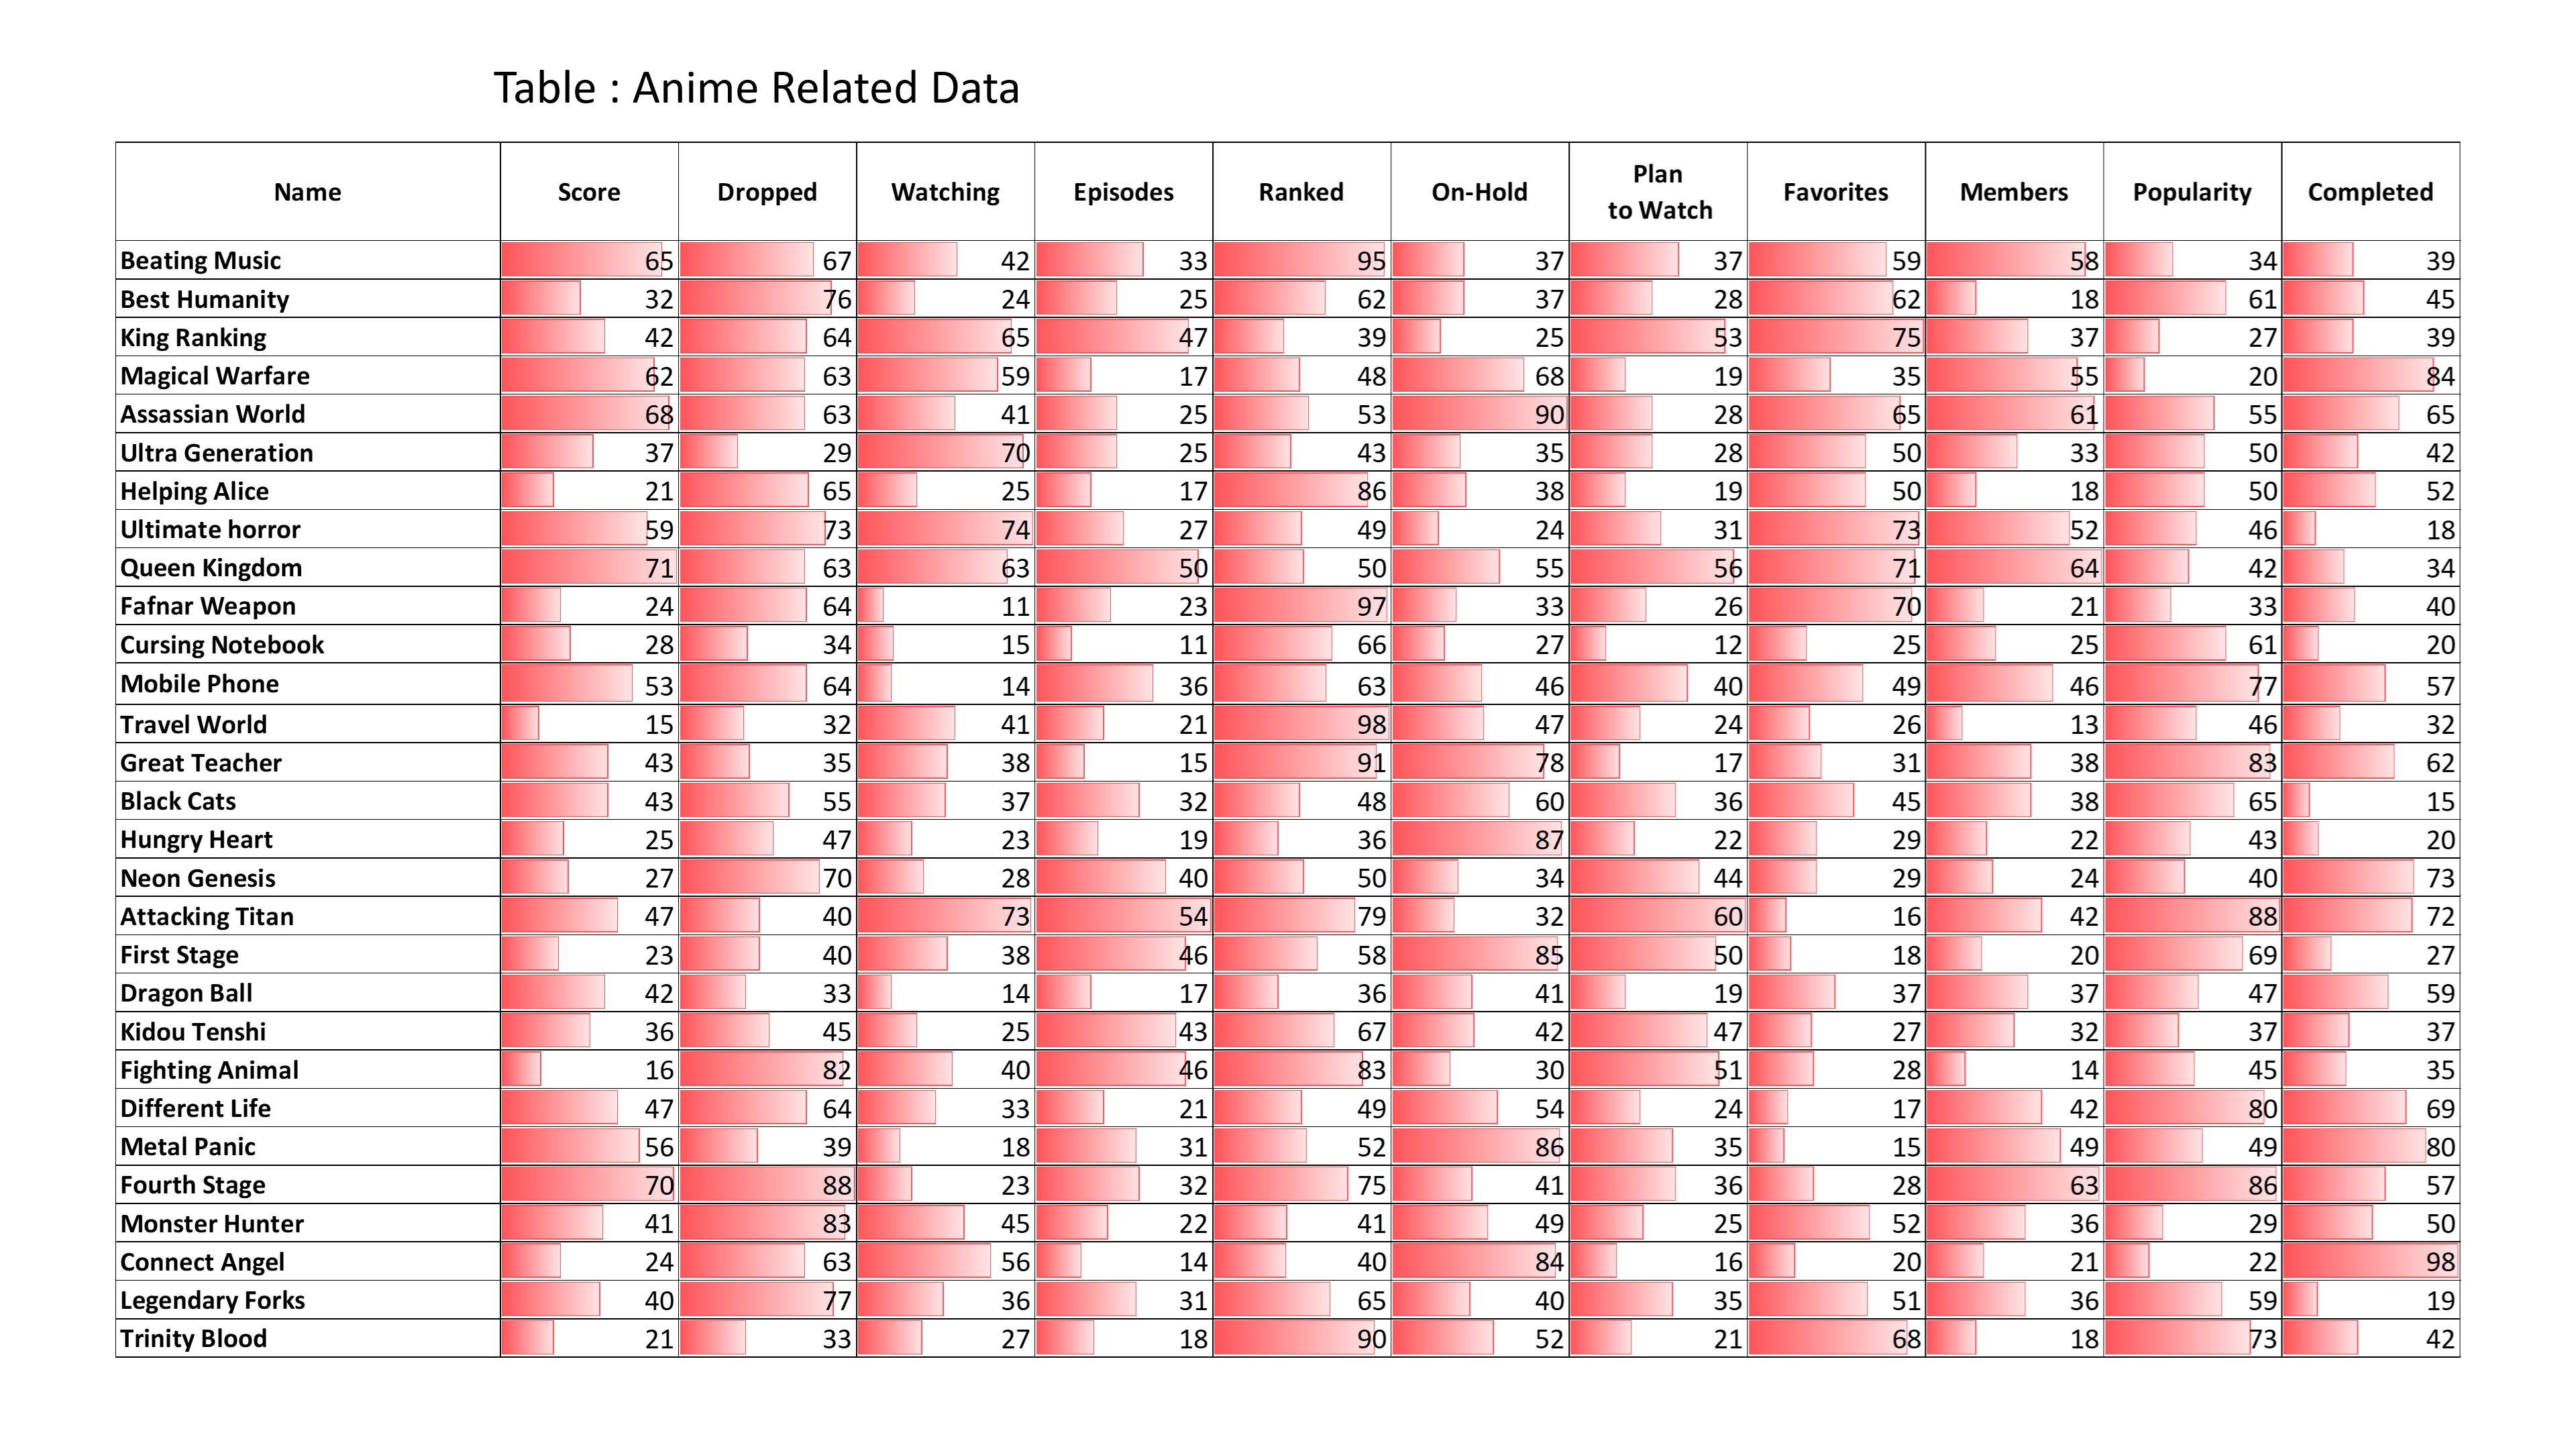 Table : Anime Related Data
Name Score Dropped Watching Episodes Ranked On-Hold Plan to Watch Favorites Members Popularity Completed
Beating Music 65 67 42 33 95 37 37 59 58 34 39
Best Humanity 32 76 24 25 62 37 28 62 18 61 45
King Ranking 42 64 65 47 39 25 53 75 37 27 39
Magical Warfare 62 63 59 17 48 68 19 35 55 20 84
Assassian World 68 63 41 25 53 90 28 65 61 55 65
Ultra Generation 37 29 70 25 43 35 28 50 33 50 42
Helping Alice 21 65 25 17 86 38 19 50 18 50 52
Ultimate horror 59 73 74 27 49 24 31 73 52 46 18
Queen Kingdom 71 63 63 50 50 55 56 71 64 42 34
Fafnar Weapon 24 64 11 23 97 33 26 70 21 33 40
Cursing Notebook 28 34 15 11 66 27 12 25 25 61 20
Mobile Phone 53 64 14 36 63 46 40 49 46 77 57
Travel World 15 32 41 21 98 47 24 26 13 46 32
Great Teacher 43 35 38 15 91 78 17 31 38 83 62
Black Cats 43 55 37 32 48 60 36 45 38 65 15
Hungry Heart 25 47 23 19 36 87 22 29 22 43 20
Neon Genesis 27 70 28 40 50 34 44 29 24 40 73
Attacking Titan 47 40 73 54 79 32 60 16 42 88 72
First Stage 23 40 38 46 58 85 50 18 20 69 27
Dragon Ball 42 33 14 17 36 41 19 37 37 47 59
Kidou Tenshi 36 45 25 43 67 42 47 27 32 37 37
Fighting Animal 16 82 40 46 83 30 51 28 14 45 35
Different Life 47 64 33 21 49 54 24 17 42 80 69
Metal Panic 56 39 18 31 52 86 35 15 49 49 80
Fourth Stage 70 88 23 32 75 41 36 28 63 86 57
Monster Hunter 41 83 45 22 41 49 25 52 36 29 50
Connect Angel 24 63 56 14 40 84 16 20 21 22 98
Legendary Forks 40 77 36 31 65 40 35 51 36 59 19
Trinity Blood 21 33 27 18 90 52 21 68 18 73 42